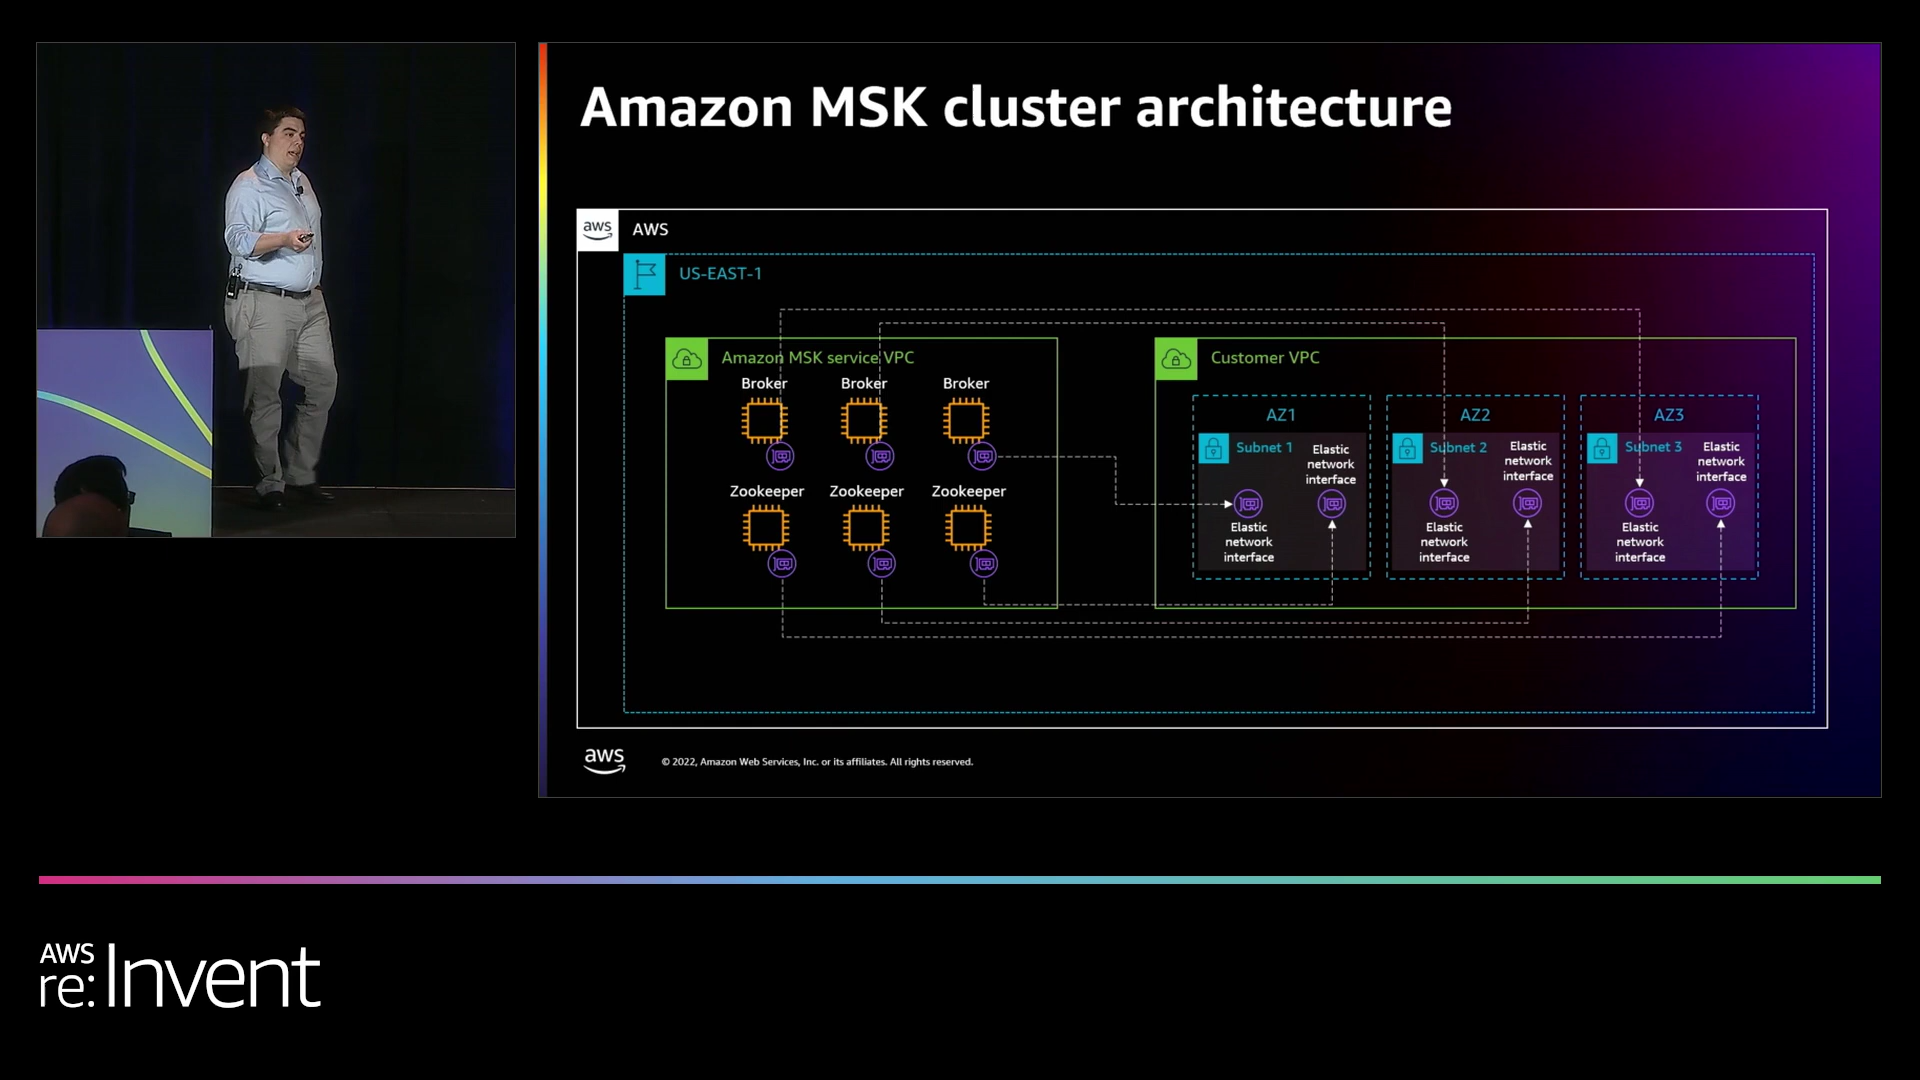 Amazon MSK cluster architecture
aws
AWS
US-EAST-1
Amazon MSK service VPC
Broker
Broker
Broker
Zookeeper
Zookeeper
Zookeeper
Customer VPC
AZ1
Subnet 1
Elastic
network
interface
Elastic
network
interface
AZ2
Subnet 2
Elastic
network
interface
Elastic
network
interface
AZ3
Subnet 3
Elastic
network
interface
Elastic
network
interface
aws
© 2022, Amazon Web Services, Inc. or its affiliates. All rights reserved.
AWS
re:Invent